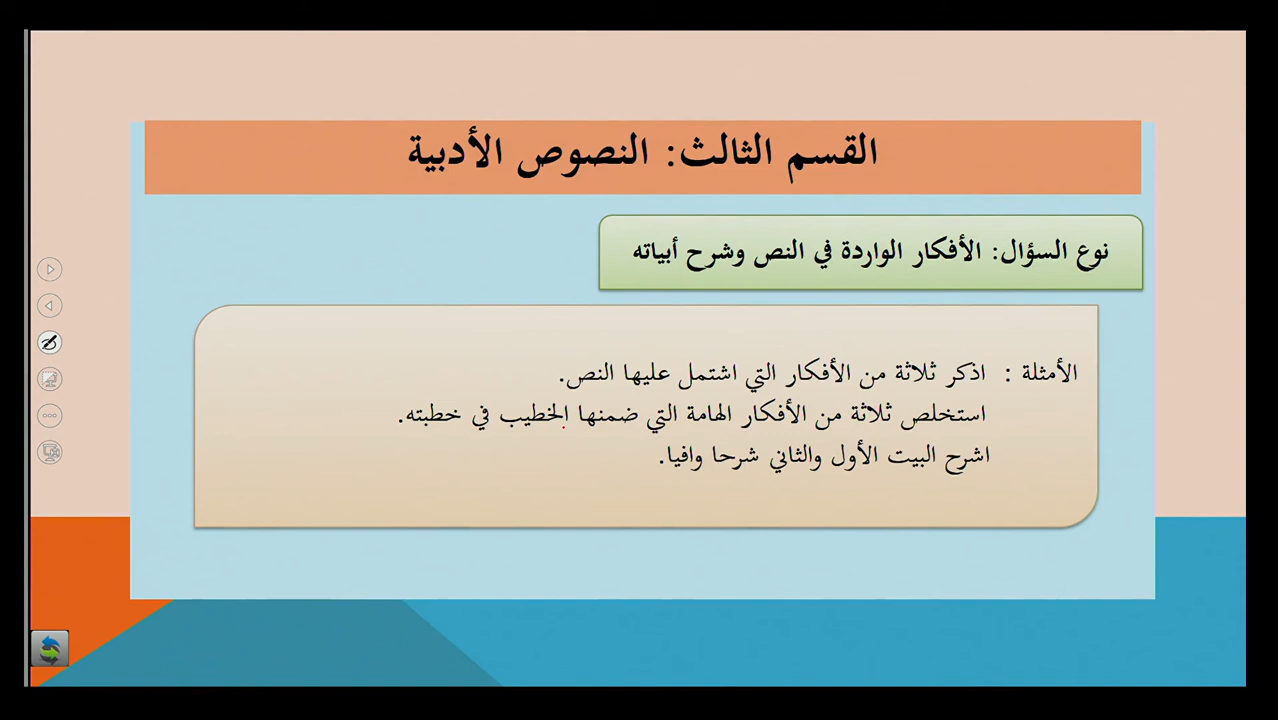 القسم الثالث: النصوص الأدبية
نوع السؤال: الأفكار الواردة في النص وشرح أبياته
الأمثلة : اذكر ثلاثة من الأفكار التي اشتمل عليها النص.
استخلص ثلاثة من الأفكار الهامة التي ضمنها الخطيب في خطبته.
اشرح البيت الأول والثاني شرحا وافيا.